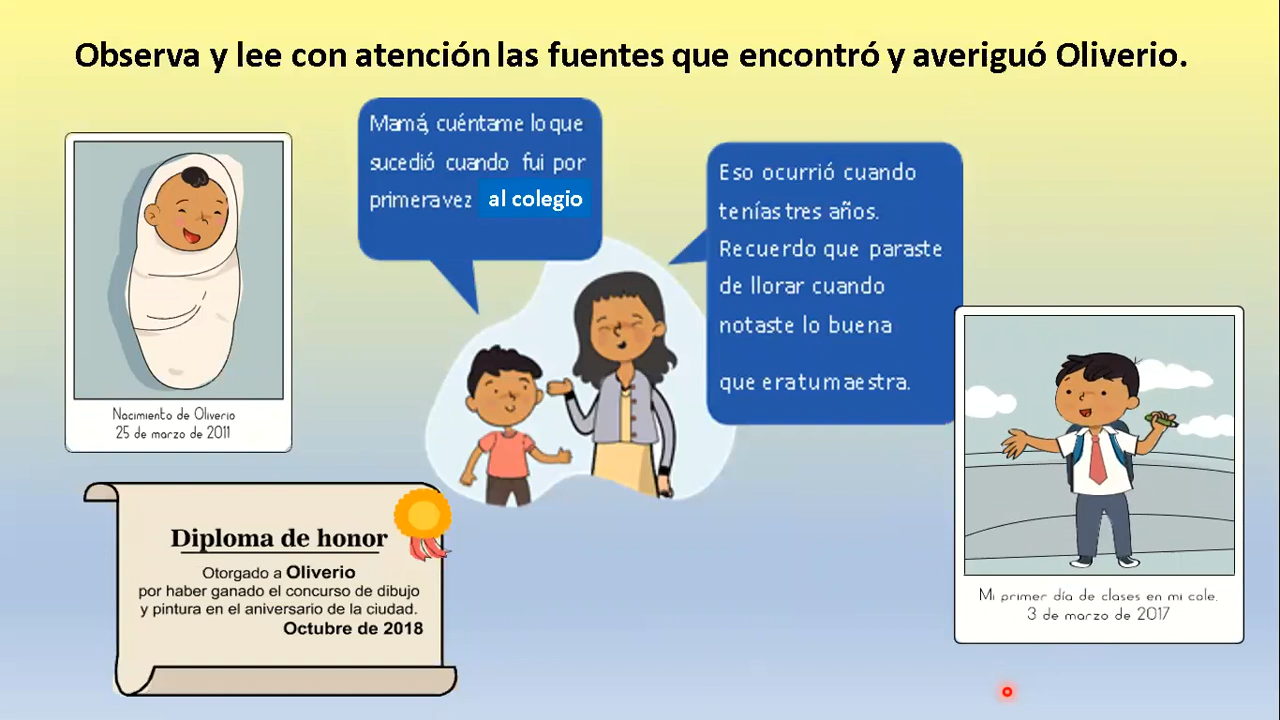 Observa y lee con atención las fuentes que encontró y averiguó Oliverio.
Mamá, cuéntame lo que
sucedió cuando fui por
primera vez al colegio
Eso ocurrió cuando
tenías tres años.
Recuerdo que paraste
de llorar cuando
notaste lo buena
que era tu maestra.
Nacimiento de Oliverio
25 de marzo de 2011
Diploma de honor
Otorgado a Oliverio
por haber ganado el concurso de dibujo
y pintura en el aniversario de la ciudad.
Octubre de 2018
Mi primer día de clases en mi cole.
3 de marzo de 2017